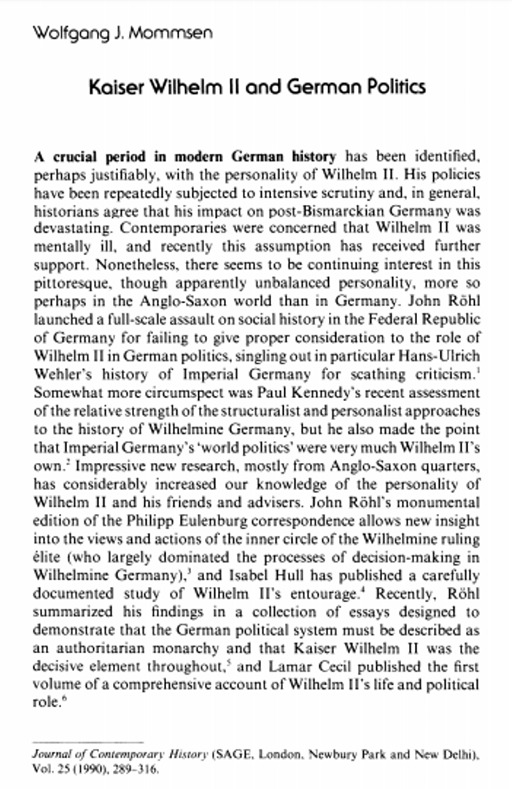 Wolfgang J. Mommsen
Kaiser Wilhelm II and German Politics
A crucial period in modern German history has been identified,
perhaps justifiably, with the personality of Wilhelm II. His policies
have been repeatedly subjected to intensive scrutiny and, in general,
historians agree that his impact on post-Bismarckian Germany was
devastating. Contemporaries were concerned that Wilhelm II was
mentally ill, and recently this assumption has received further
support. Nonetheless, there seems to be continuing interest in this
pittoresque, though apparently unbalanced personality, more so
perhaps in the Anglo-Saxon world than in Germany. John Röhl
launched a full-scale assault on social history in the Federal Republic
of Germany for failing to give proper consideration to the role of
Wilhelm II in German politics, singling out in particular Hans-Ulrich
Wehler's history of Imperial Germany for scathing criticism.¹
Somewhat more circumspect was Paul Kennedy's recent assessment
of the relative strength of the structuralist and personalist approaches
to the history of Wilhelmine Germany, but he also made the point
that Imperial Germany's 'world politics' were very much Wilhelm II's
own.² Impressive new research, mostly from Anglo-Saxon quarters,
has considerably increased our knowledge of the personality of
Wilhelm II and his friends and advisers. John Röhl's monumental
edition of the Philipp Eulenburg correspondence allows new insight
into the views and actions of the inner circle of the Wilhelmine ruling
élite (who largely dominated the processes of decision-making in
Wilhelmine Germany),³ and Isabel Hull has published a carefully
documented study of Wilhelm II's entourage.⁴ Recently, Röhl
summarized his findings in a collection of essays designed to
demonstrate that the German political system must be described as
an authoritarian monarchy and that Kaiser Wilhelm II was the
decisive element throughout,⁵ and Lamar Cecil published the first
volume of a comprehensive account of Wilhelm II's life and political
role.⁶
Journal of Contemporary History (SAGE, London, Newbury Park and New Delhi),
Vol. 25 (1990), 289–316.